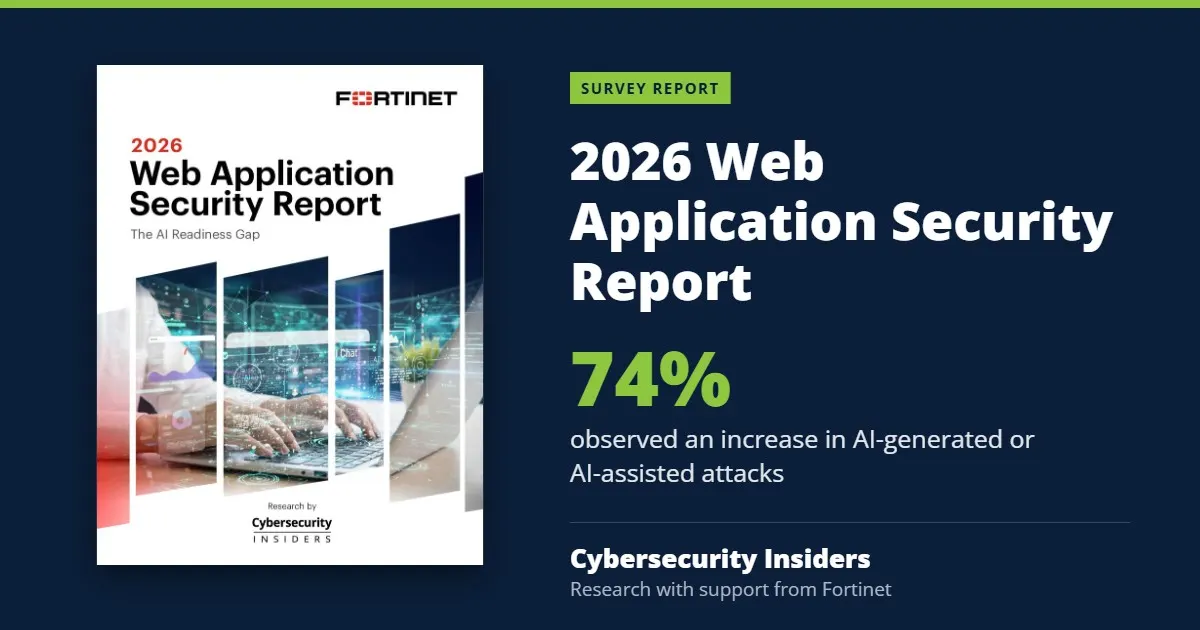 FORTINET
2026
Web Application
Security Report
The AI Readiness Gap
Chat
Research by
Cybersecurity
INSIDERS
SURVEY REPORT
2026 Web
Application Security
Report
74%
observed an increase in AI-generated or
AI-assisted attacks
Cybersecurity Insiders
Research with support from Fortinet